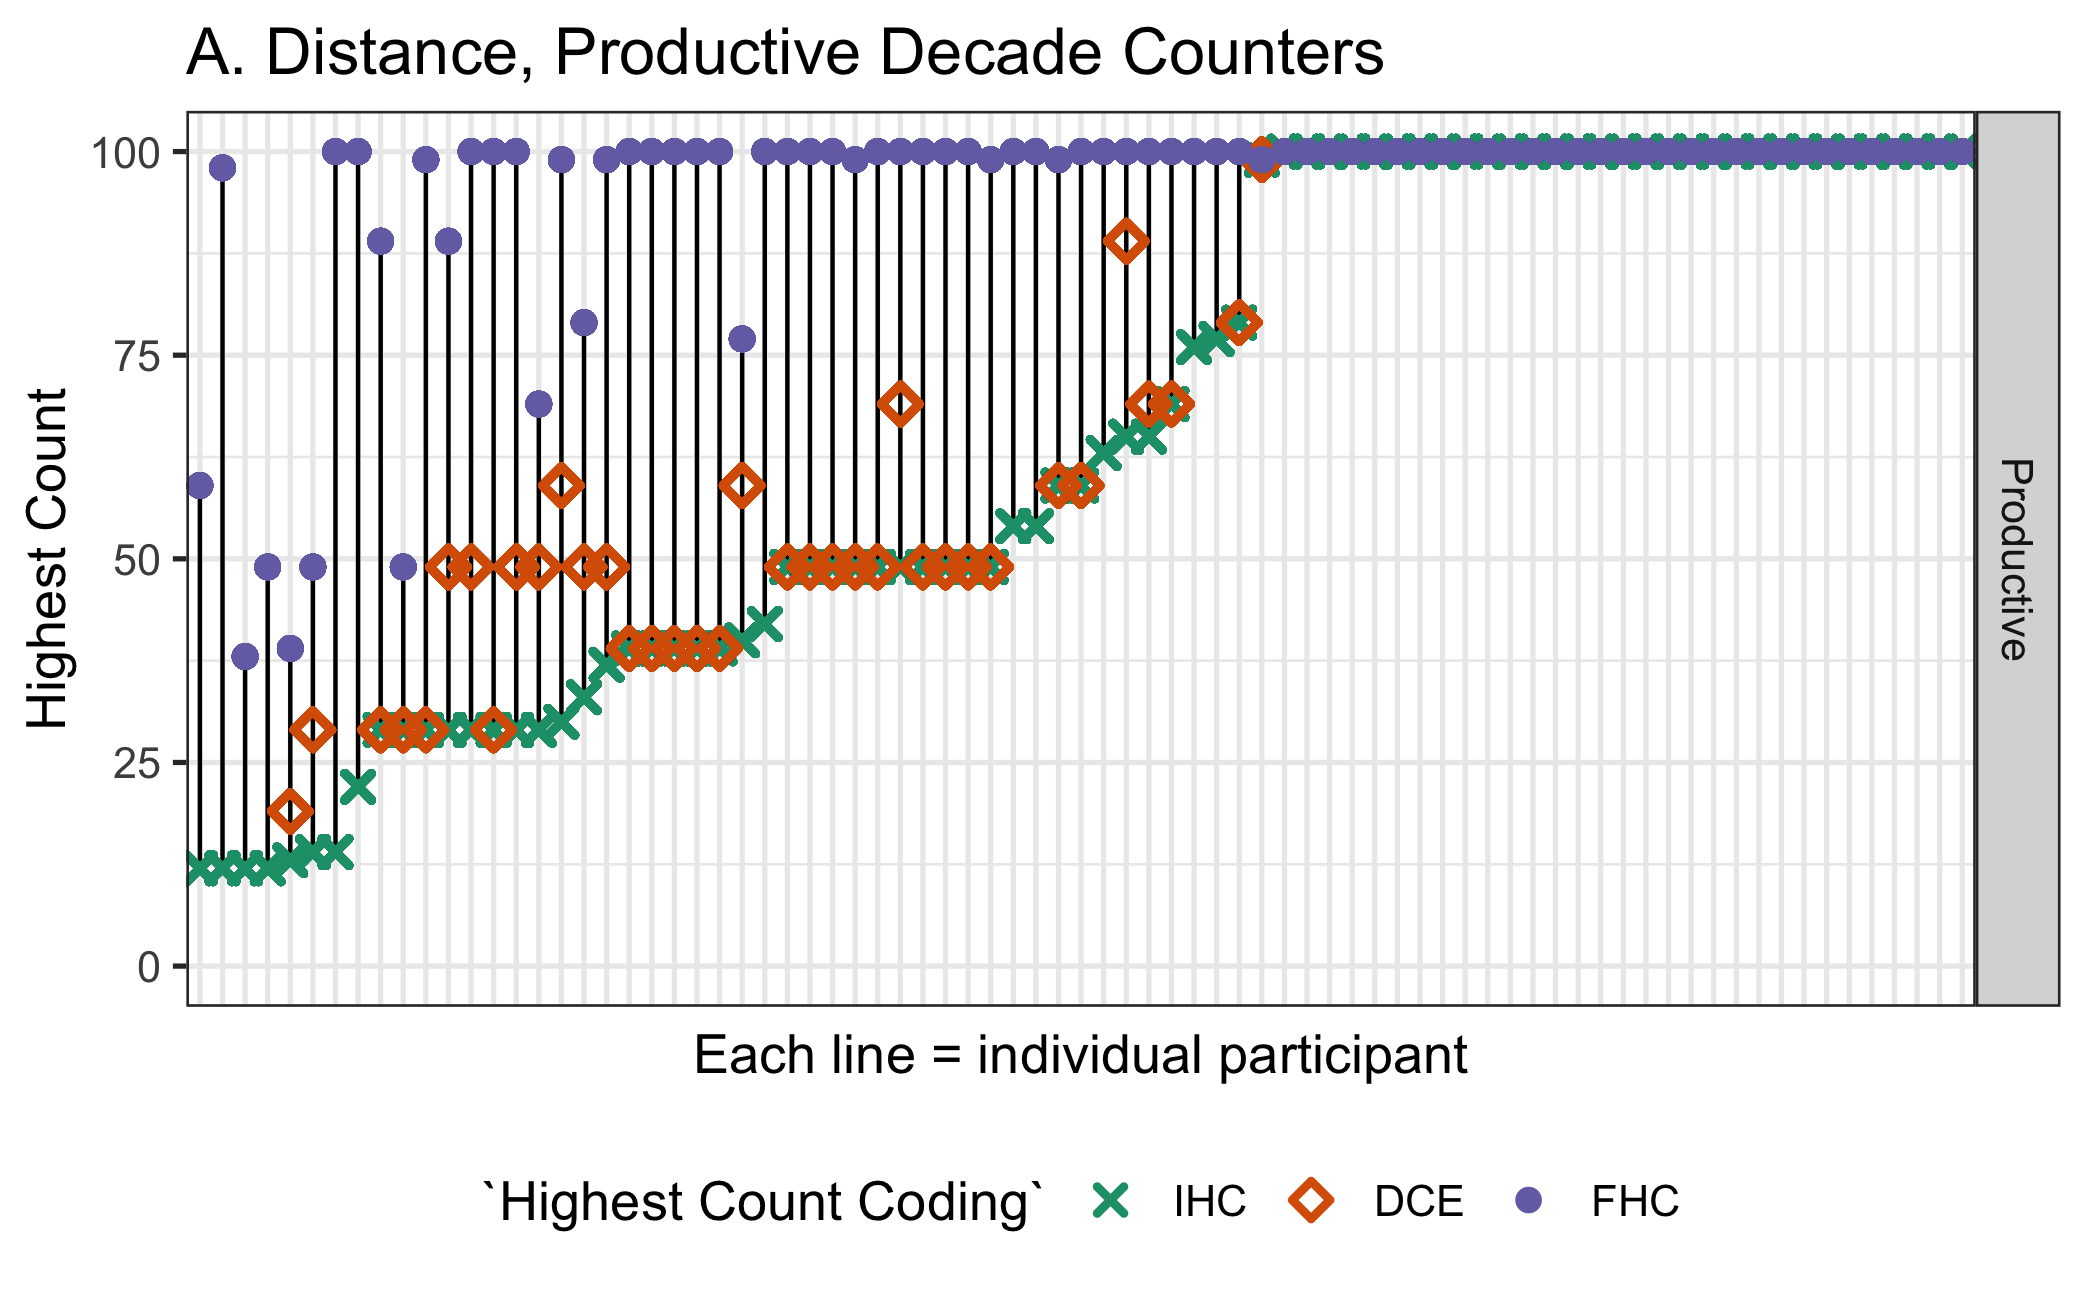 A. Distance, Productive Decade Counters
Highest Count
100
75
50
25
0
Productive
Each line = individual participant
`Highest Count Coding` IHC DCE FHC